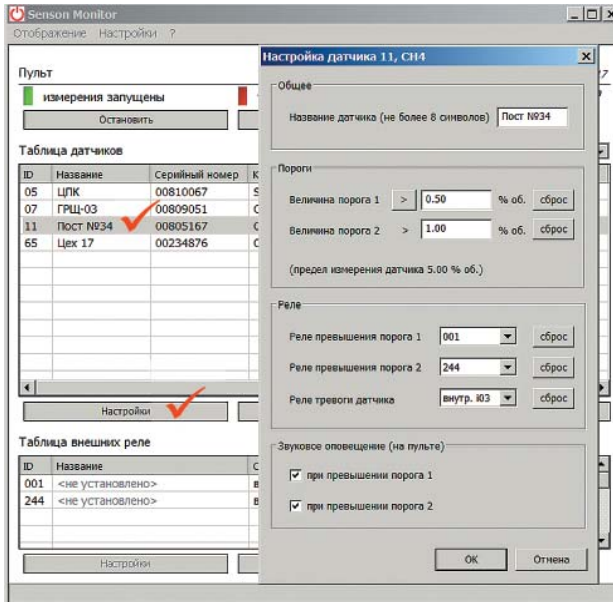 Senson Monitor
Отображение Настройки ?
Пульт
измерения запущены
Остановить
Таблица датчиков
ID Название Серийный номер
05 ЦПК 00810067
07 ГРЩ-03 00809051
11 Пост №34 00805167
65 Цех 17 00234876
Настройки
Таблица внешних реле
ID Название
001 <не установлено>
244 <не установлено>
Настройки
Настройка датчика 11, CH4
Общее
Название датчика (не более 8 символов) Пост №34
Пороги
Величина порога 1 > 0.50 % об. сброс
Величина порога 2 > 1.00 % об. сброс
(предел измерения датчика 5.00 % об.)
Реле
Реле превышения порога 1 001 сброс
Реле превышения порога 2 244 сброс
Реле тревоги датчика внутр. i03 сброс
Звуковое оповещение (на пульте)
при превышении порога 1
при превышении порога 2
OK Отмена